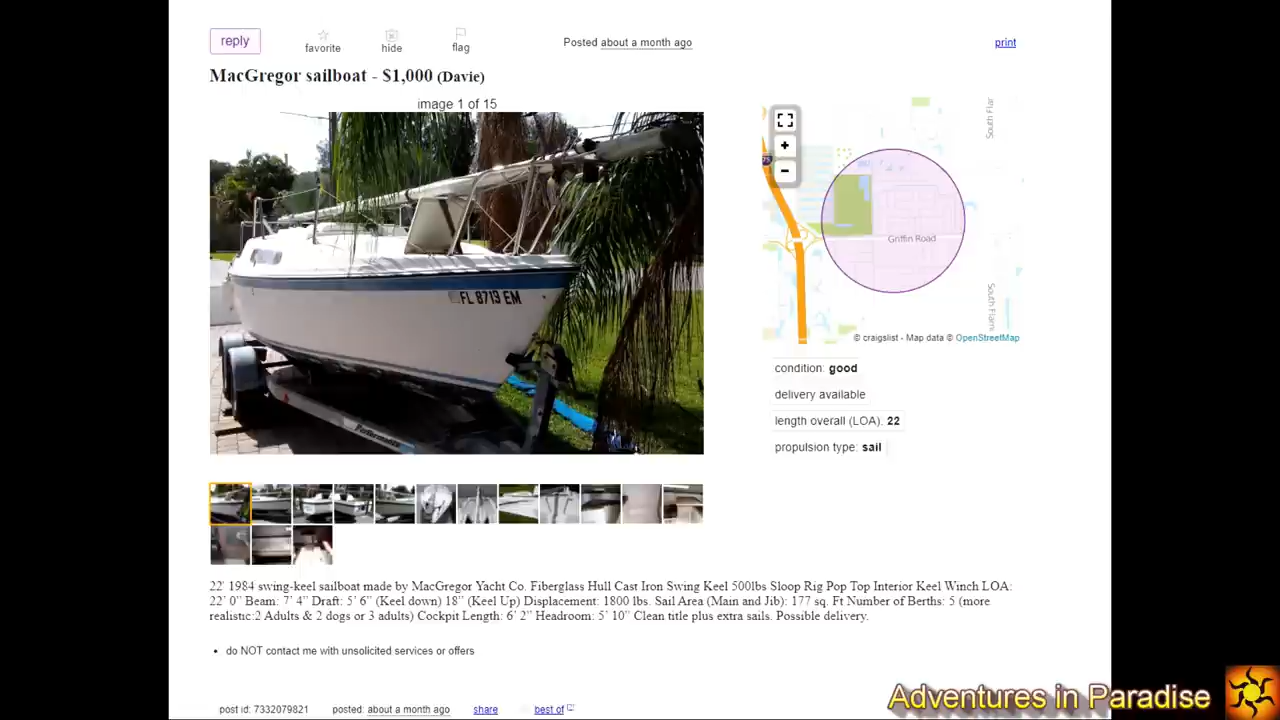 reply
favorite
hide
flag
Posted about a month ago
print
MacGregor sailboat - $1,000 (Davie)
image 1 of 15
FL 8719 EM
Performance
South Flam
75
+
-
Griffin Road
South Flam
© craigslist - Map data © OpenStreetMap
condition: good
delivery available
length overall (LOA): 22
propulsion type: sail
22' 1984 swing-keel sailboat made by MacGregor Yacht Co. Fiberglass Hull Cast Iron Swing Keel 500lbs Sloop Rig Pop Top Interior Keel Winch LOA:
22' 0” Beam: 7' 4” Draft: 5' 6” (Keel down) 18” (Keel Up) Displacement: 1800 lbs. Sail Area (Main and Jib): 177 sq. Ft Number of Berths: 5 (more
realistic:2 Adults & 2 dogs or 3 adults) Cockpit Length: 6' 2” Headroom: 5' 10” Clean title plus extra sails. Possible delivery.
• do NOT contact me with unsolicited services or offers
post id: 7332079821
posted: about a month ago
share
best of [?]
Adventures in Paradise